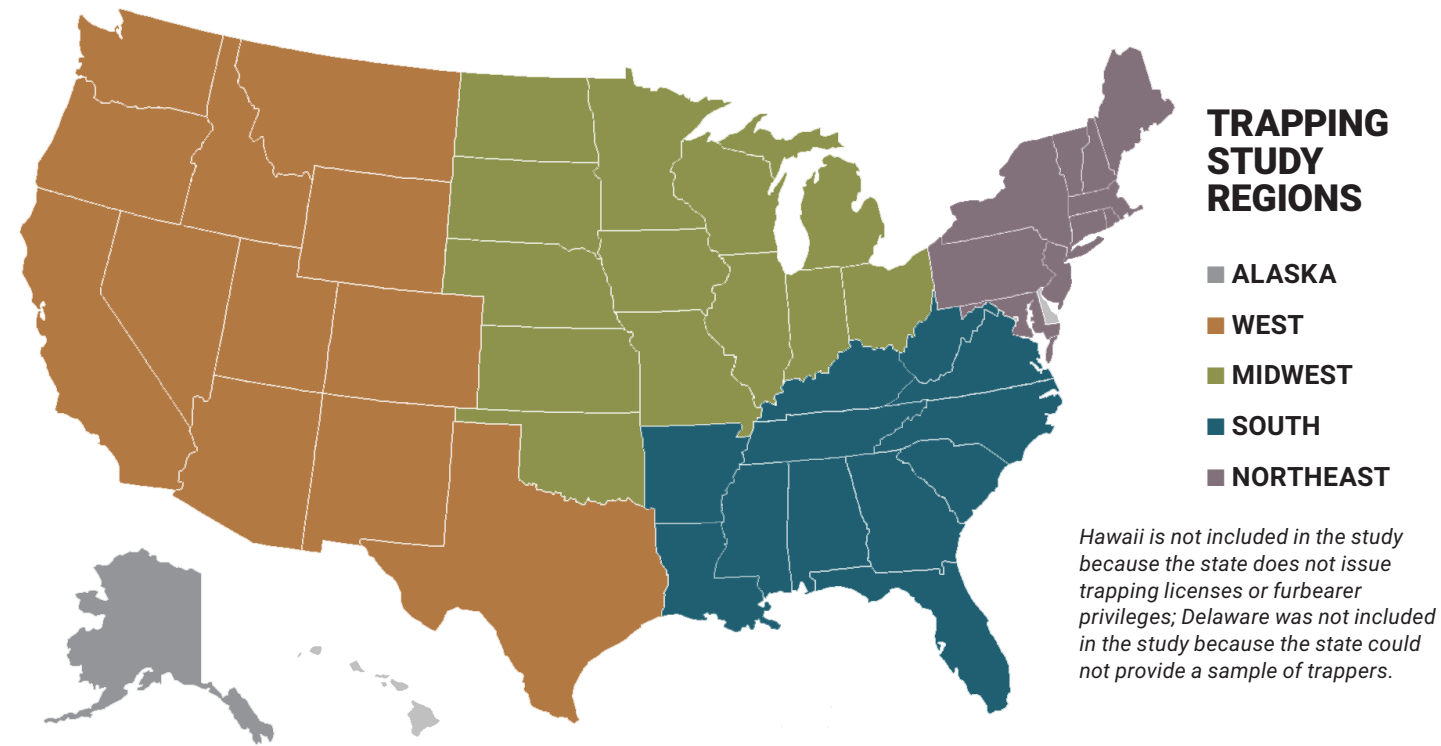 TRAPPING
STUDY
REGIONS
ALASKA
WEST
MIDWEST
SOUTH
NORTHEAST
Hawaii is not included in the study
because the state does not issue
trapping licenses or furbearer
privileges; Delaware was not included
in the study because the state could
not provide a sample of trappers.